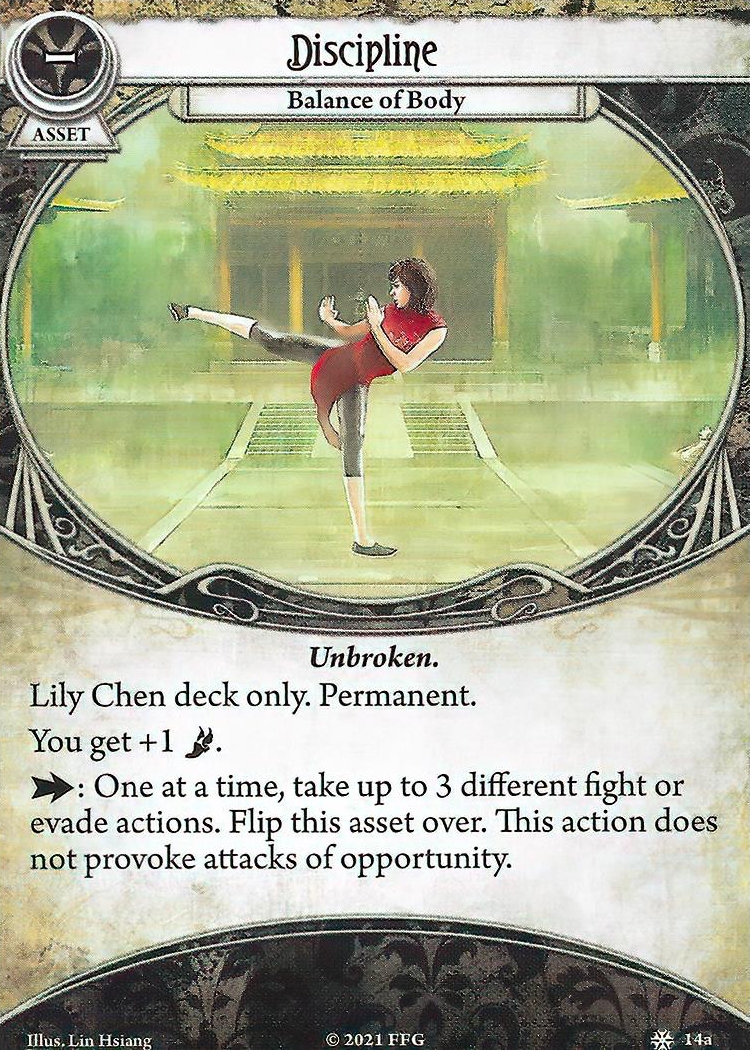 Discipline
Balance of Body
ASSET
Unbroken.
Lily Chen deck only. Permanent.
You get +1 .
: One at a time, take up to 3 different fight or
evade actions. Flip this asset over. This action does
not provoke attacks of opportunity.
Illus. Lin Hsiang
© 2021 FFG
14a